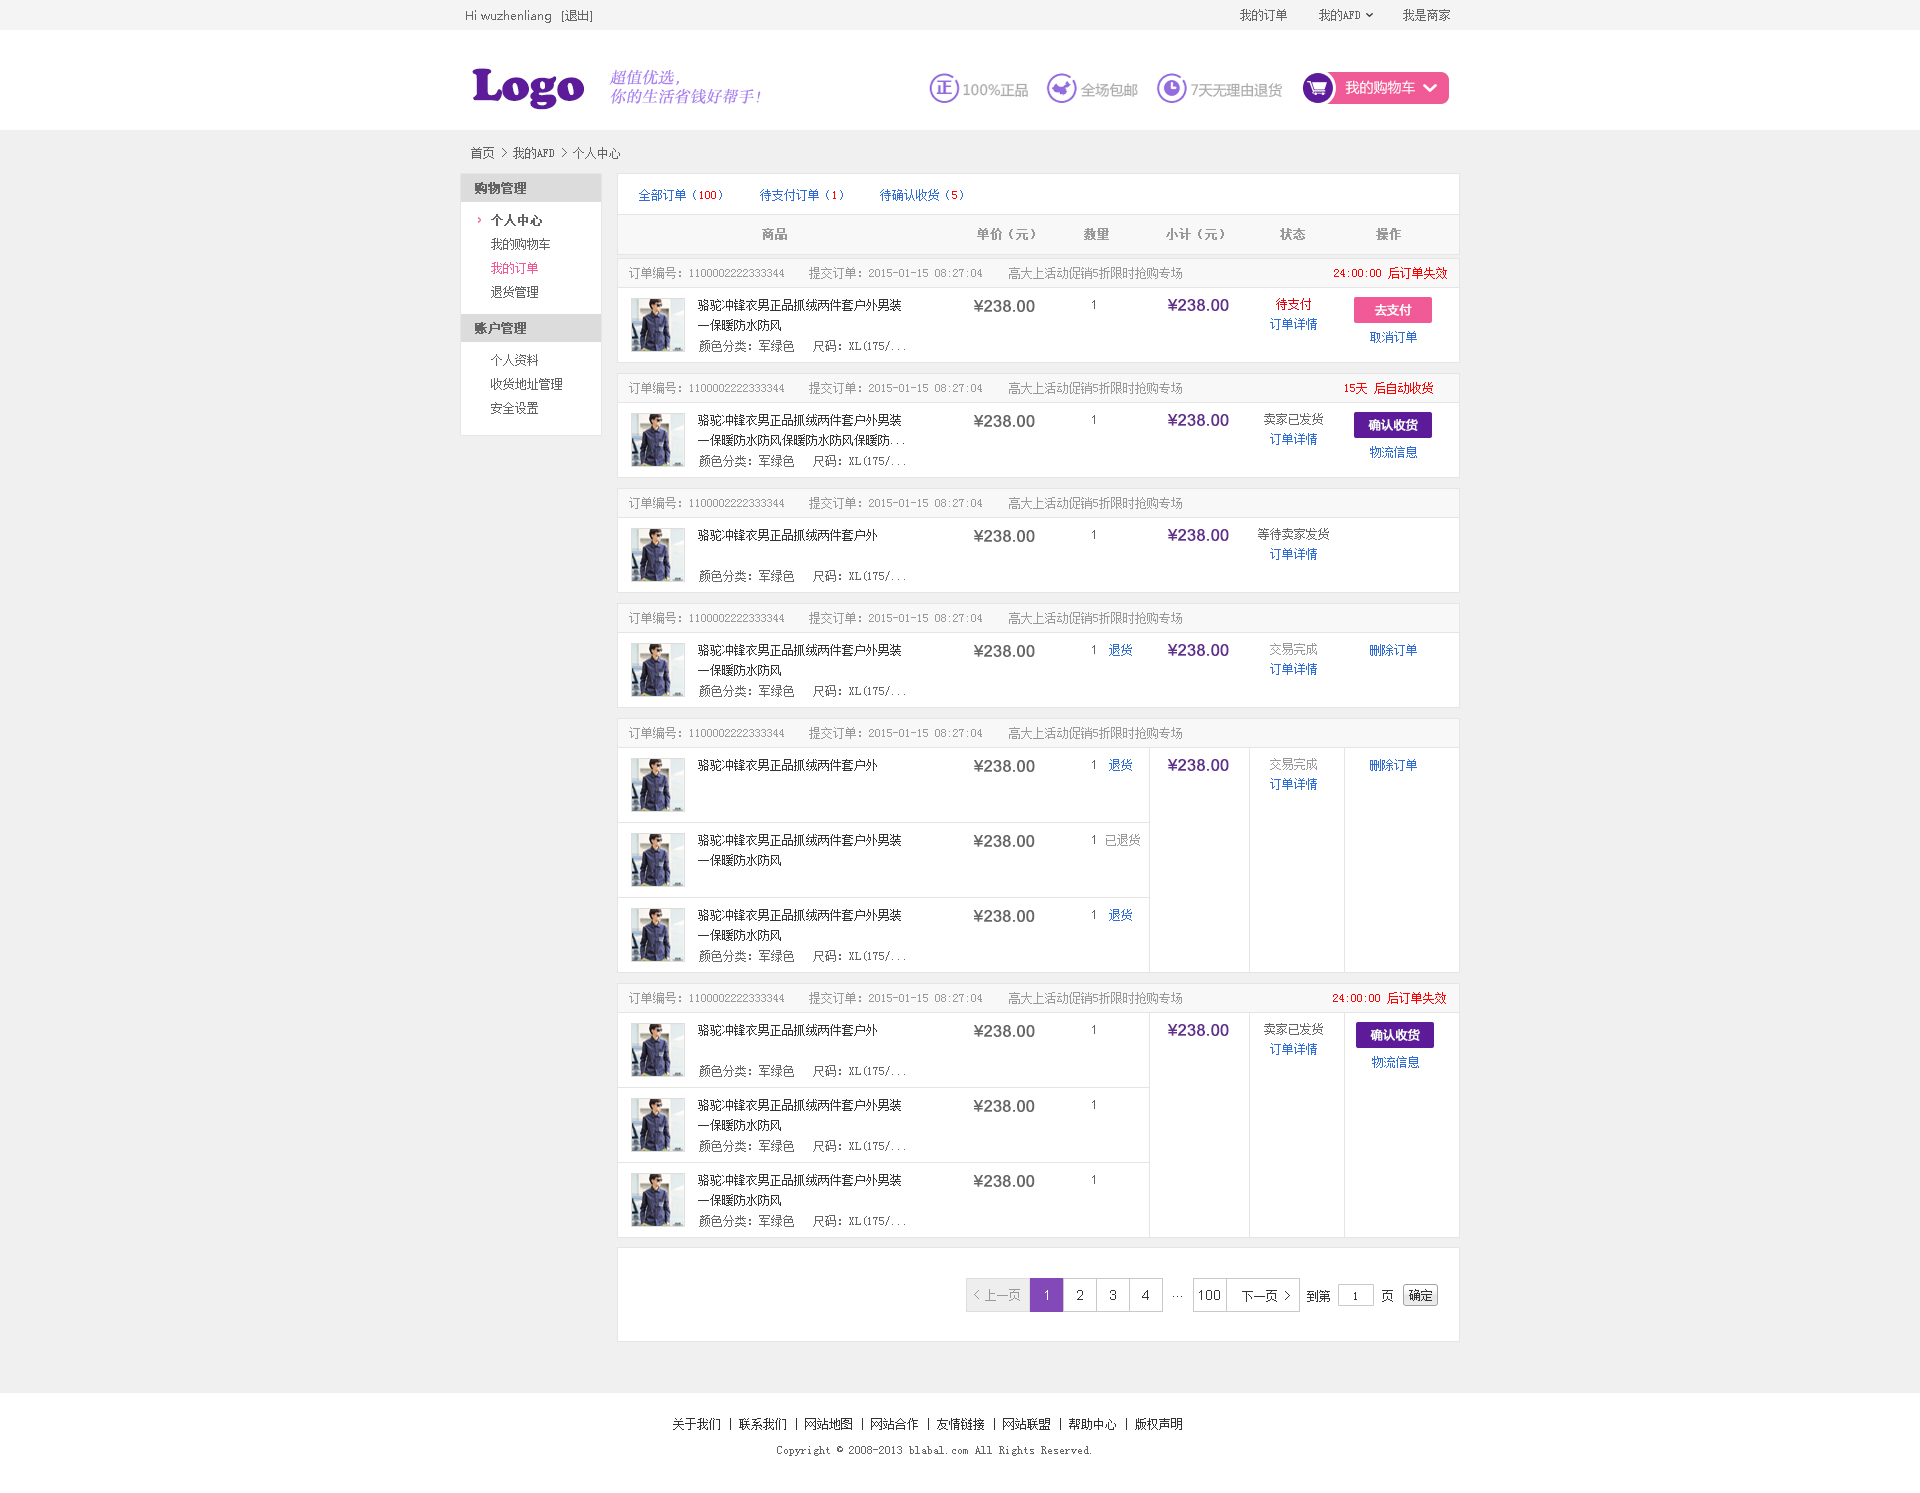 Hi wuzhenliang [退出] 我的订单 我的AFD 我是商家
Logo
超值优选，
你的生活省钱好帮手！
正 100%正品 全场包邮 7天无理由退货 我的购物车
首页 > 我的AFD > 个人中心
购物管理
个人中心
我的购物车
我的订单
退货管理
账户管理
个人资料
收货地址管理
安全设置
全部订单（100） 待支付订单（1） 待确认收货（5）
商品 单价（元） 数量 小计（元） 状态 操作
订单编号：1100002222333344 提交订单：2015-01-15 08:27:04 高大上活动促销5折限时抢购专场 24:00:00 后订单失效
骆驼冲锋衣男正品抓绒两件套户外男装 ¥238.00 1 ¥238.00 待支付 去支付
一保暖防水防风 订单详情 取消订单
颜色分类：军绿色 尺码：XL(175/...
订单编号：1100002222333344 提交订单：2015-01-15 08:27:04 高大上活动促销5折限时抢购专场 15天 后自动收货
骆驼冲锋衣男正品抓绒两件套户外男装 ¥238.00 1 ¥238.00 卖家已发货 确认收货
一保暖防水防风保暖防水防风保暖防... 订单详情 物流信息
颜色分类：军绿色 尺码：XL(175/...
订单编号：1100002222333344 提交订单：2015-01-15 08:27:04 高大上活动促销5折限时抢购专场
骆驼冲锋衣男正品抓绒两件套户外 ¥238.00 1 ¥238.00 等待卖家发货
订单详情
颜色分类：军绿色 尺码：XL(175/...
订单编号：1100002222333344 提交订单：2015-01-15 08:27:04 高大上活动促销5折限时抢购专场
骆驼冲锋衣男正品抓绒两件套户外男装 ¥238.00 1 退货 ¥238.00 交易完成 删除订单
一保暖防水防风 订单详情
颜色分类：军绿色 尺码：XL(175/...
订单编号：1100002222333344 提交订单：2015-01-15 08:27:04 高大上活动促销5折限时抢购专场
骆驼冲锋衣男正品抓绒两件套户外 ¥238.00 1 退货 ¥238.00 交易完成 删除订单
订单详情
骆驼冲锋衣男正品抓绒两件套户外男装 ¥238.00 1 已退货
一保暖防水防风
骆驼冲锋衣男正品抓绒两件套户外男装 ¥238.00 1 退货
一保暖防水防风
颜色分类：军绿色 尺码：XL(175/...
订单编号：1100002222333344 提交订单：2015-01-15 08:27:04 高大上活动促销5折限时抢购专场 24:00:00 后订单失效
骆驼冲锋衣男正品抓绒两件套户外 ¥238.00 1 ¥238.00 卖家已发货 确认收货
订单详情 物流信息
颜色分类：军绿色 尺码：XL(175/...
骆驼冲锋衣男正品抓绒两件套户外男装 ¥238.00 1
一保暖防水防风
颜色分类：军绿色 尺码：XL(175/...
骆驼冲锋衣男正品抓绒两件套户外男装 ¥238.00 1
一保暖防水防风
颜色分类：军绿色 尺码：XL(175/...
< 上一页 1 2 3 4 ... 100 下一页 > 到第 1 页 确定
关于我们 | 联系我们 | 网站地图 | 网站合作 | 友情链接 | 网站联盟 | 帮助中心 | 版权声明
Copyright © 2008-2013 blabal.com All Rights Reserved.